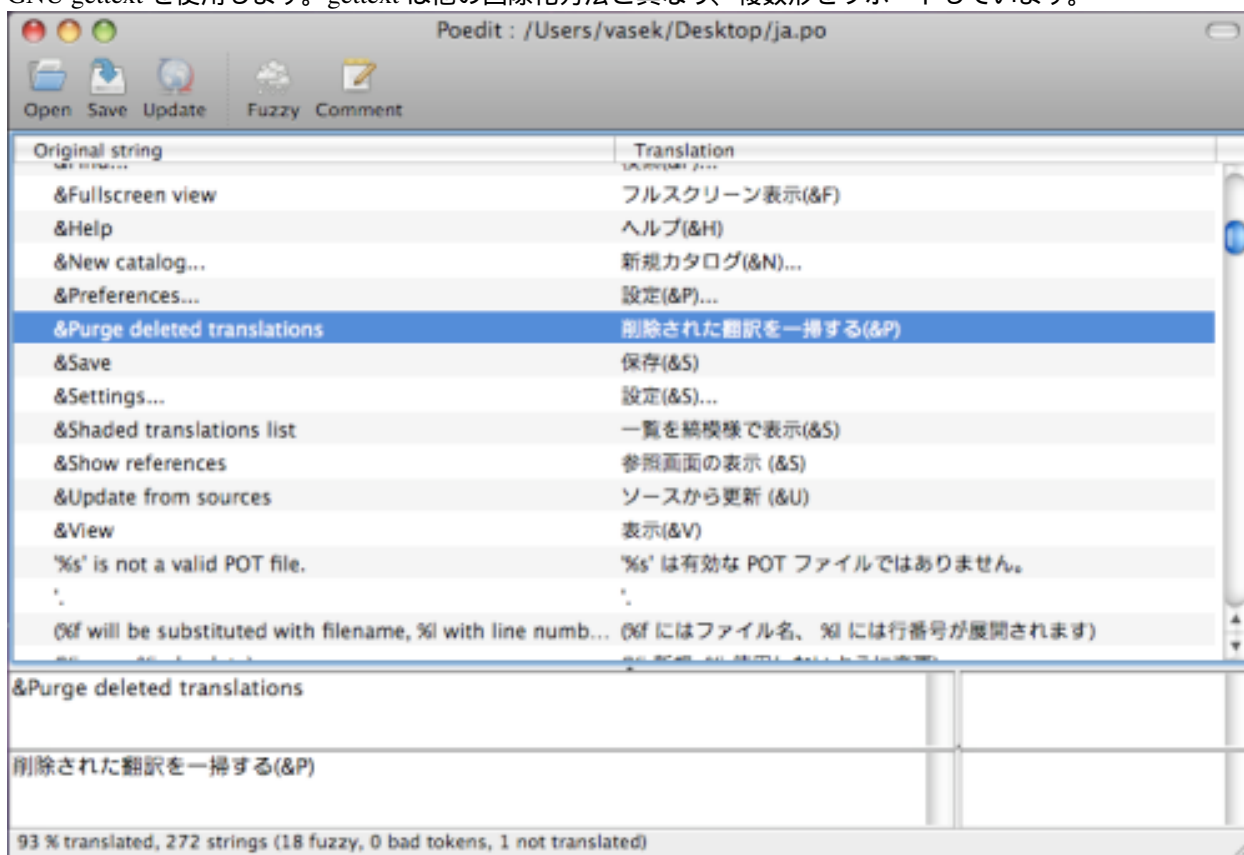 GNU gettext を使用します。gettext は他の国際化方法と異なり、複数形をサポートしています。
Poedit : /Users/vasek/Desktop/ja.po
Open Save Update Fuzzy Comment
Original string Translation
&Fullscreen view フルスクリーン表示(&F)
&Help ヘルプ(&H)
&New catalog... 新規カタログ(&N)...
&Preferences... 設定(&P)...
&Purge deleted translations 削除された翻訳を一掃する(&P)
&Save 保存(&S)
&Settings... 設定(&S)...
&Shaded translations list 一覧を縞模様で表示(&S)
&Show references 参照画面の表示 (&S)
&Update from sources ソースから更新 (&U)
&View 表示(&V)
'%s' is not a valid POT file. '%s' は有効な POT ファイルではありません。
'. '.
(%f will be substituted with filename, %l with line numb... (%f にはファイル名、 %l には行番号が展開されます)
&Purge deleted translations
削除された翻訳を一掃する(&P)
93 % translated, 272 strings (18 fuzzy, 0 bad tokens, 1 not translated)